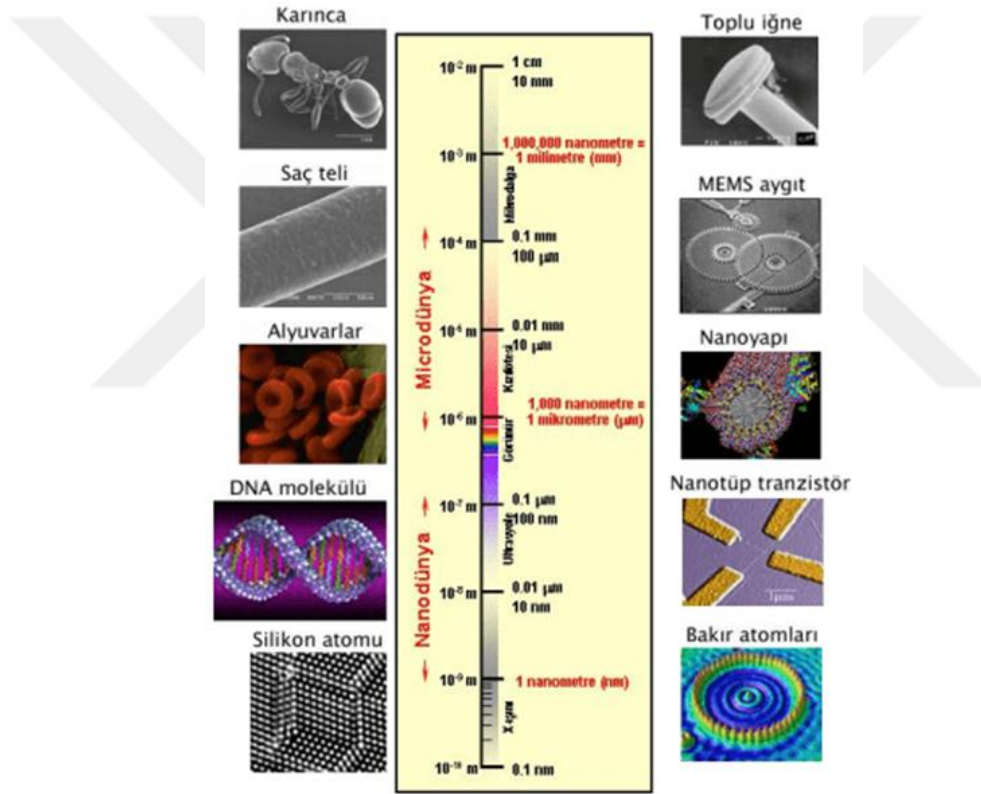 Karınca
Saç teli
Alyuvarlar
DNA molekülü
Silikon atomu
10⁻² m
1 cm
10 mm
1,000,000 nanometre =
10⁻³ m
1 milimetre (mm)
Mikrodalga
10⁻⁴ m
0.1 mm
100 µm
Microdünya
10⁻⁴ m
0.01 mm
10 µm
Kızılötesi
1,000 nanometre =
10⁻⁶ m
1 mikrometre (µm)
Görünür
10⁻⁷ m
0.1 µm
100 nm
Ultraviyole
Nanodünya
10⁻⁸ m
0.01 µm
10 nm
10⁻⁹ m
1 nanometre (nm)
X-ışını
10⁻¹⁰ m
0.1 nm
Toplu iğne
MEMS aygıt
Nanoyapı
Nanotüp tranzistör
1µm
Bakır atomları